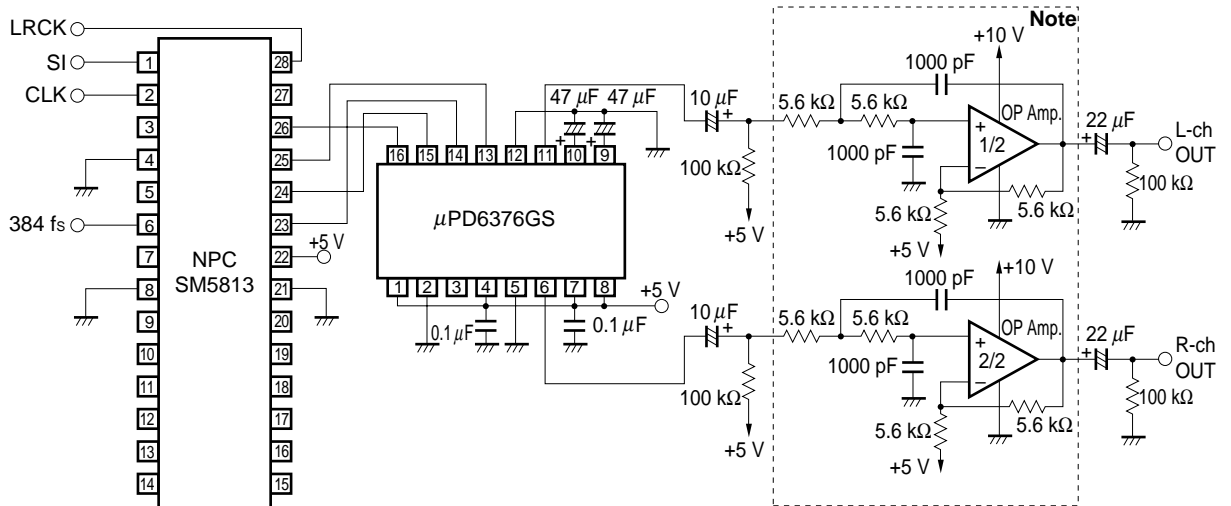 LRCK
SI
CLK
384 fs
1
2
3
4
5
6
7
8
9
10
11
12
13
14
NPC
SM5813
28
27
26
25
24
23
22
21
20
19
18
17
16
15
+5 V
16
15
14
13
12
11
10
9
47 μF
47 μF
+
+
μPD6376GS
1
2
3
4
5
6
7
8
0.1 μF
0.1 μF
+5 V
10 μF
+
100 kΩ
+5 V
Note
5.6 kΩ
5.6 kΩ
1000 pF
1000 pF
+10 V
OP Amp.
+
1/2
−
5.6 kΩ
5.6 kΩ
+5 V
22 μF
+
L-ch
OUT
100 kΩ
10 μF
+
100 kΩ
+5 V
5.6 kΩ
5.6 kΩ
1000 pF
1000 pF
+10 V
OP Amp.
+
2/2
−
5.6 kΩ
5.6 kΩ
+5 V
22 μF
+
R-ch
OUT
100 kΩ